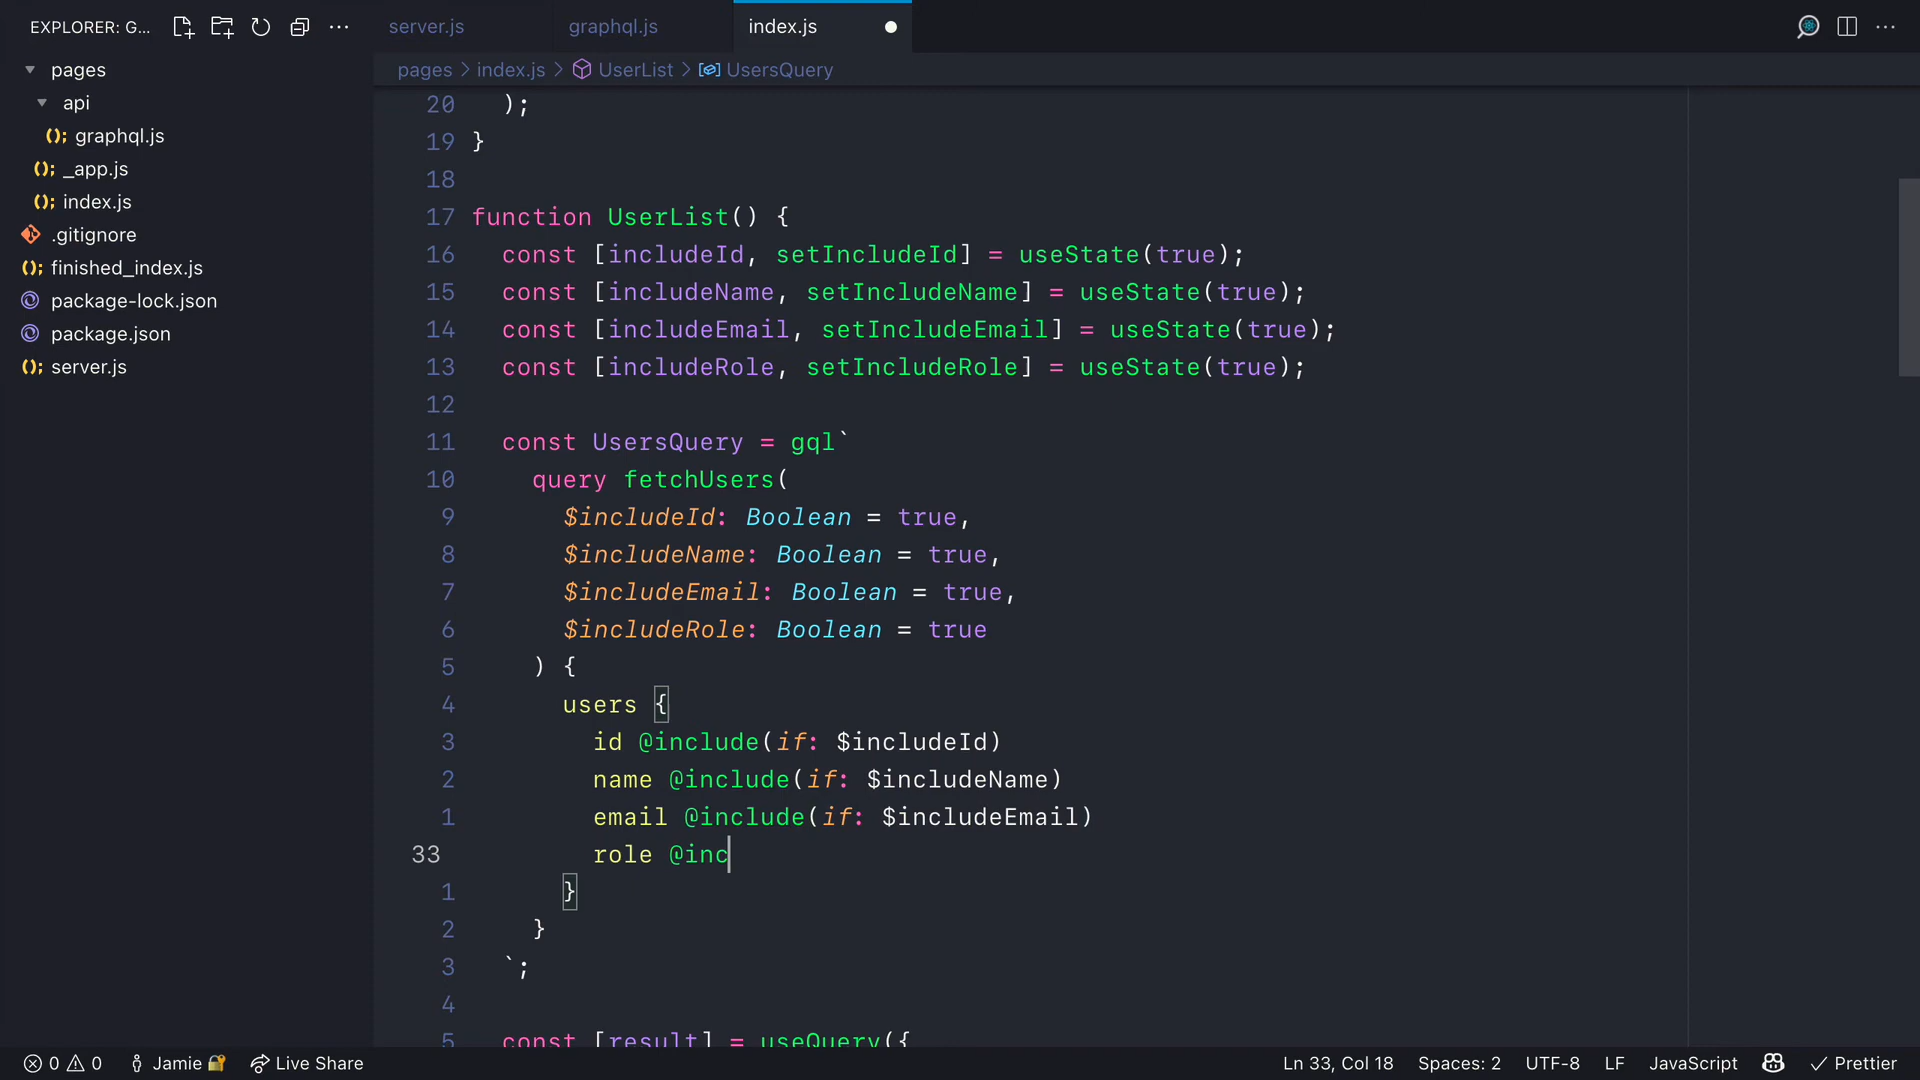 EXPLORER: G...
server.js
graphql.js
index.js
pages
api
graphql.js
_app.js
index.js
.gitignore
finished_index.js
package-lock.json
package.json
server.js
pages > index.js > UserList > UsersQuery
20 );
19 }
18
17 function UserList() {
16 const [includeId, setIncludeId] = useState(true);
15 const [includeName, setIncludeName] = useState(true);
14 const [includeEmail, setIncludeEmail] = useState(true);
13 const [includeRole, setIncludeRole] = useState(true);
12
11 const UsersQuery = gql`
10 query fetchUsers(
9 $includeId: Boolean = true,
8 $includeName: Boolean = true,
7 $includeEmail: Boolean = true,
6 $includeRole: Boolean = true
5 ) {
4 users {
3 id @include(if: $includeId)
2 name @include(if: $includeName)
1 email @include(if: $includeEmail)
33 role @inc
1 }
2 }
3 `;
4
5 const [result] = useQuery({
0 0 Jamie Live Share Ln 33, Col 18 Spaces: 2 UTF-8 LF JavaScript Prettier